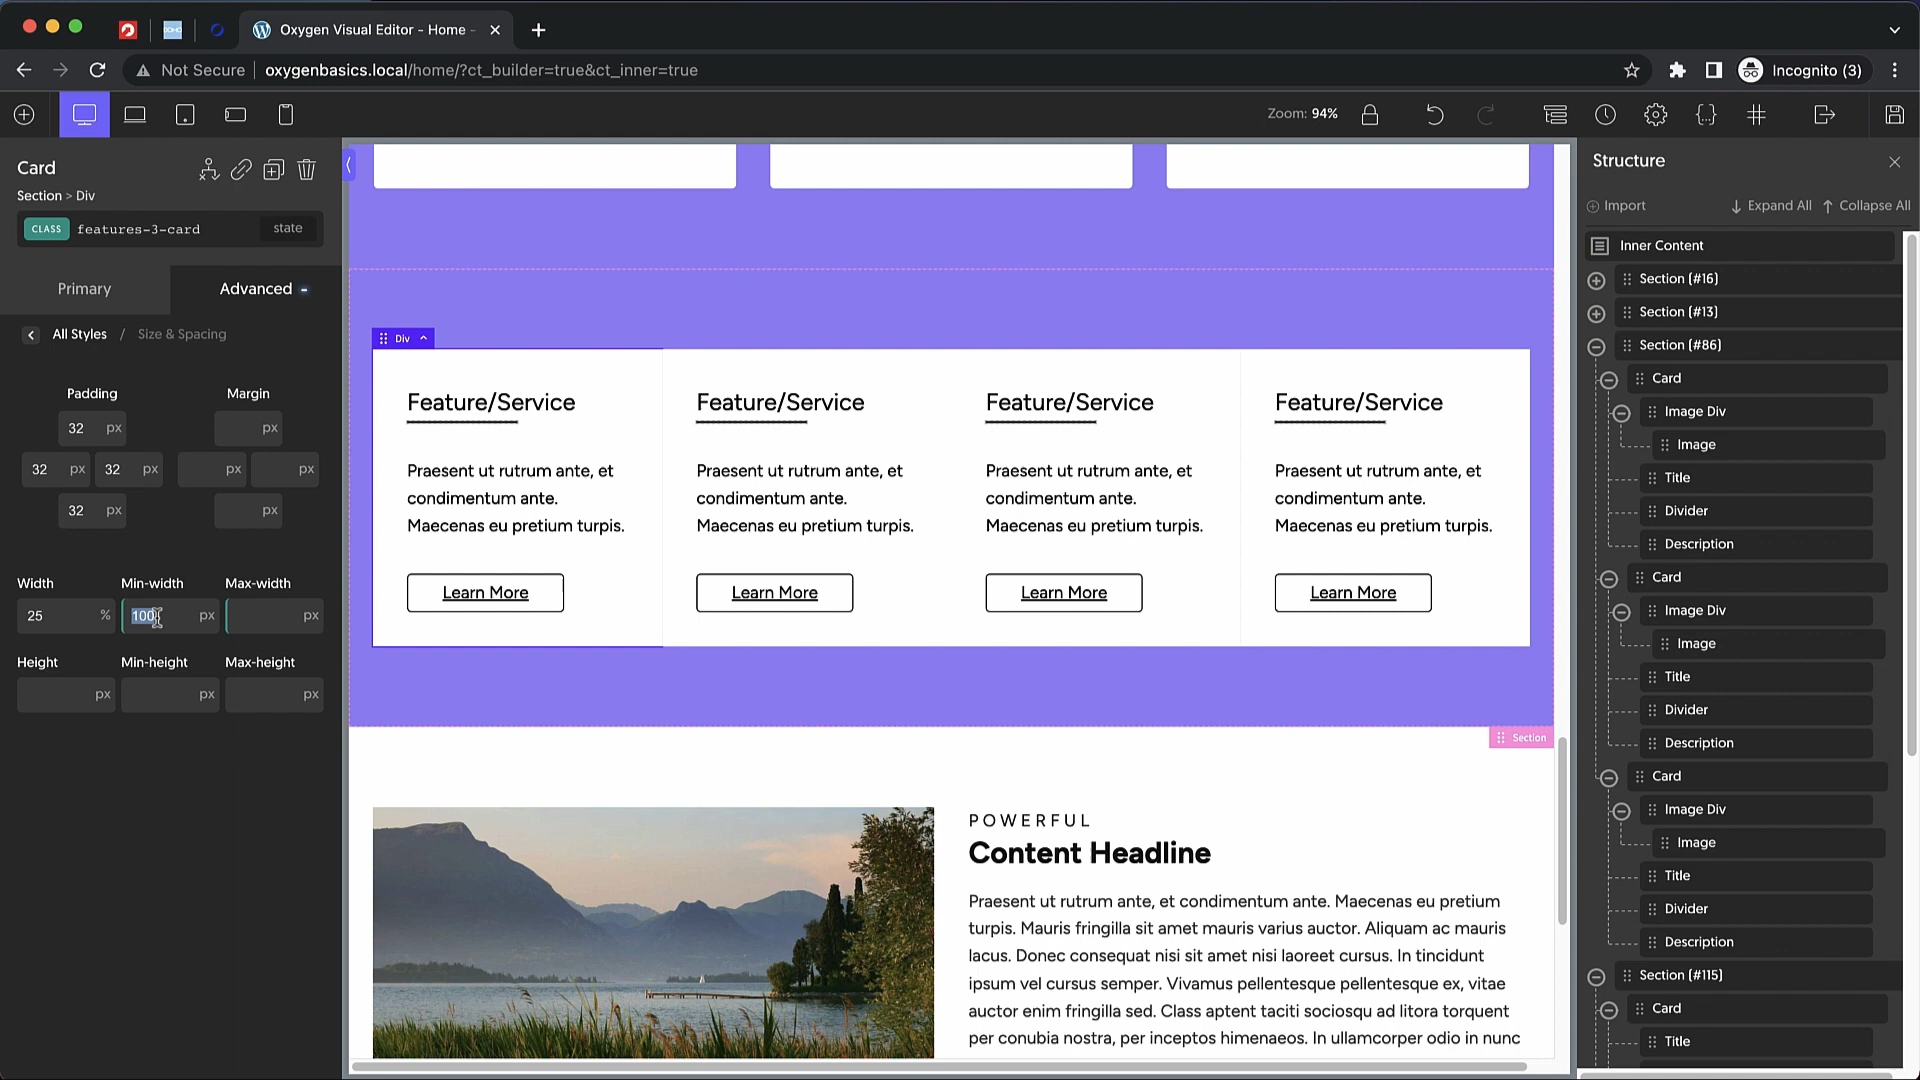 Oxygen Visual Editor - Home -
Not Secure
oxygenbasics.local/home/?ct_builder=true&ct_inner=true
Incognito (3)
Zoom: 94%
Card
Section > Div
CLASS features-3-card state
Primary
Advanced
All Styles / Size & Spacing
Padding Margin
32 px px
32 px 32 px px px
32 px px
Width Min-width Max-width
25 % 100 px px
Height Min-height Max-height
px px px
Div
Feature/Service
Praesent ut rutrum ante, et
condimentum ante.
Maecenas eu pretium turpis.
Learn More
Feature/Service
Praesent ut rutrum ante, et
condimentum ante.
Maecenas eu pretium turpis.
Learn More
Feature/Service
Praesent ut rutrum ante, et
condimentum ante.
Maecenas eu pretium turpis.
Learn More
Feature/Service
Praesent ut rutrum ante, et
condimentum ante.
Maecenas eu pretium turpis.
Learn More
Section
POWERFUL
Content Headline
Praesent ut rutrum ante, et condimentum ante. Maecenas eu pretium
turpis. Mauris fringilla sit amet mauris varius auctor. Aliquam ac mauris
lacus. Donec consequat nisi sit amet nisi laoreet cursus. In tincidunt
ipsum vel cursus semper. Vivamus pellentesque pellentesque ex, vitae
auctor enim fringilla sed. Class aptent taciti sociosqu ad litora torquent
per conubia nostra, per inceptos himenaeos. In ullamcorper odio in nunc
Structure
Import
Expand All
Collapse All
Inner Content
Section (#16)
Section (#13)
Section (#86)
Card
Image Div
Image
Title
Divider
Description
Card
Image Div
Image
Title
Divider
Description
Card
Image Div
Image
Title
Divider
Description
Section (#115)
Card
Title